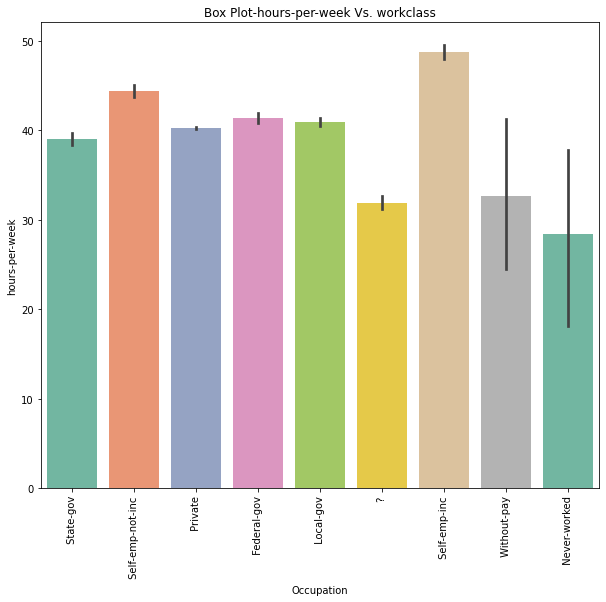 Box Plot-hours-per-week Vs. workclass
hours-per-week
50
40
30
20
10
0
State-gov
Self-emp-not-inc
Private
Federal-gov
Local-gov
?
Self-emp-inc
Without-pay
Never-worked
Occupation